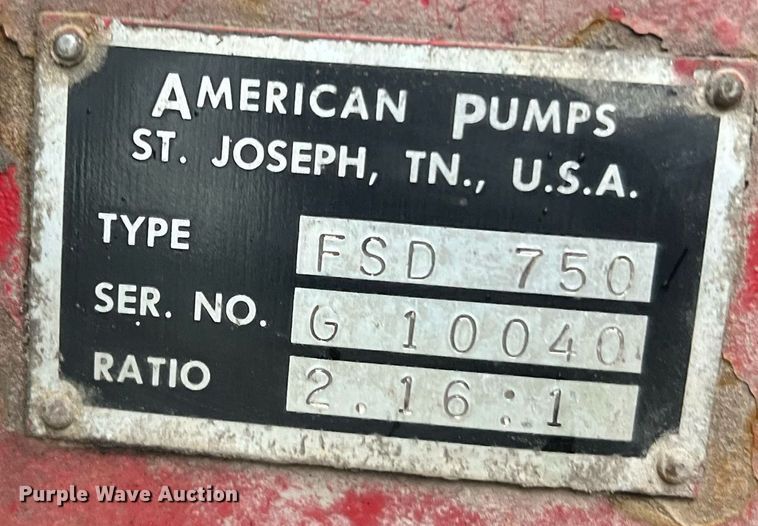 AMERICAN PUMPS
ST. JOSEPH, TN., U.S.A.
TYPE FSD 750
SER. NO. G 10040
RATIO 2.16:1
Purple Wave Auction